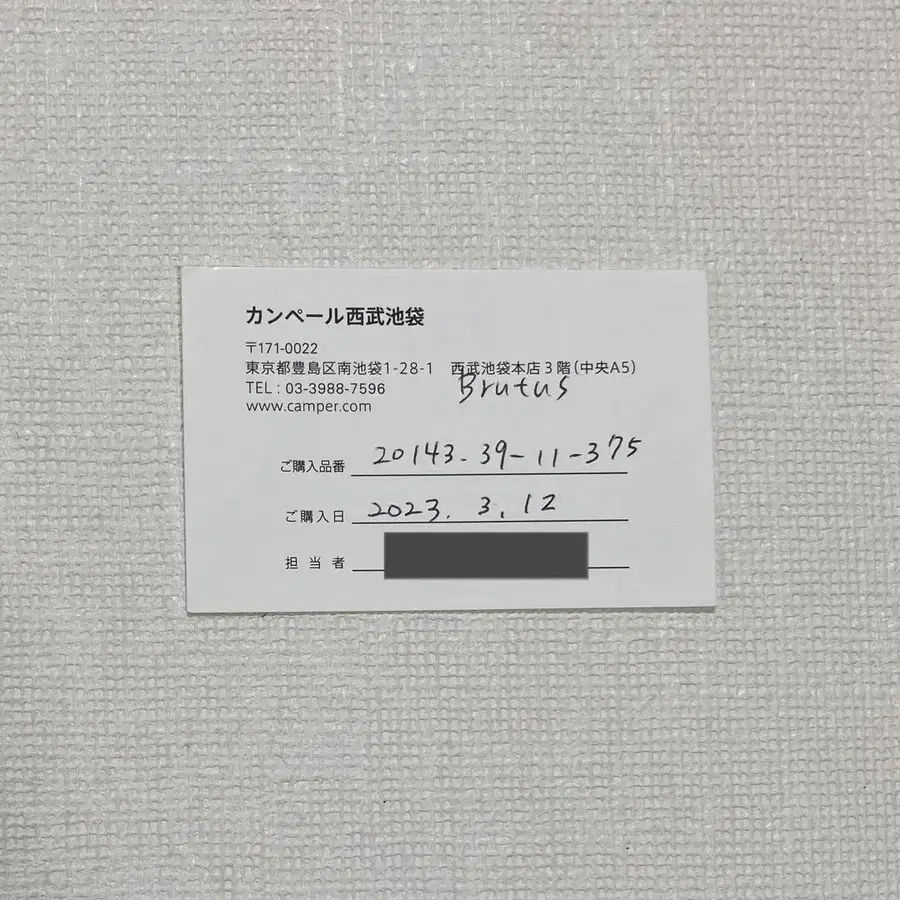 カンペール西武池袋
〒171-0022
東京都豊島区南池袋1-28-1　西武池袋本店3階(中央A5)
TEL : 03-3988-7596
Brutus
www.camper.com
ご購入品番 20143-39-11-375
ご購入日 2023. 3. 12
担当者